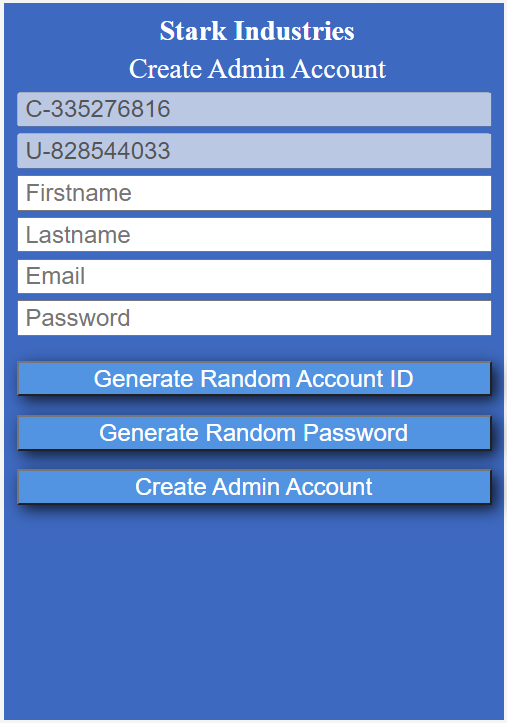 Stark Industries
Create Admin Account
C-335276816
U-828544033
Firstname
Lastname
Email
Password
Generate Random Account ID
Generate Random Password
Create Admin Account